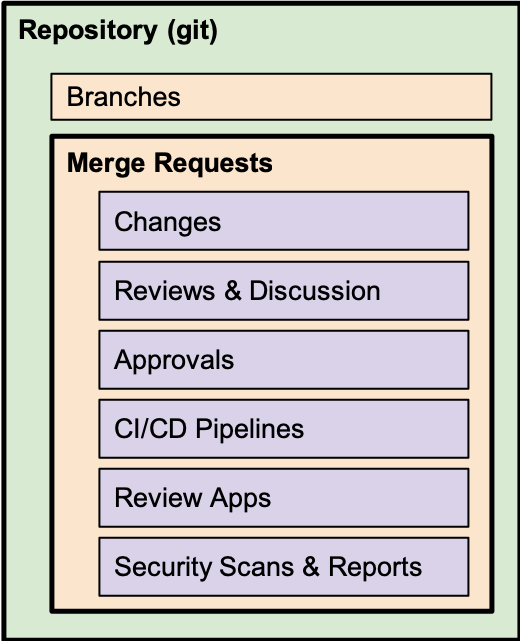 Repository (git)
Branches
Merge Requests
Changes
Reviews & Discussion
Approvals
CI/CD Pipelines
Review Apps
Security Scans & Reports